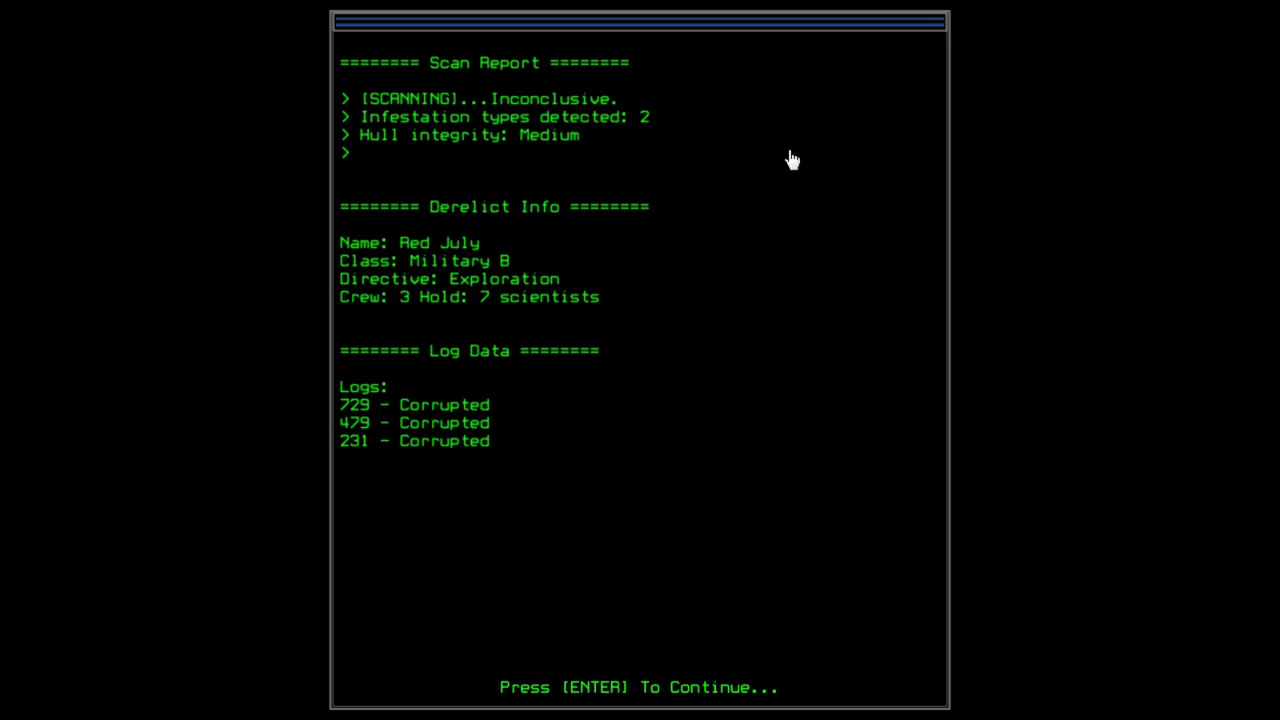 ======== Scan Report ========
> [SCANNING]...Inconclusive.
> Infestation types detected: 2
> Hull integrity: Medium
>
======== Derelict Info ========
Name: Red July
Class: Military B
Directive: Exploration
Crew: 3 Hold: 7 scientists
======== Log Data ========
Logs:
729 - Corrupted
479 - Corrupted
231 - Corrupted
Press [ENTER] To Continue...